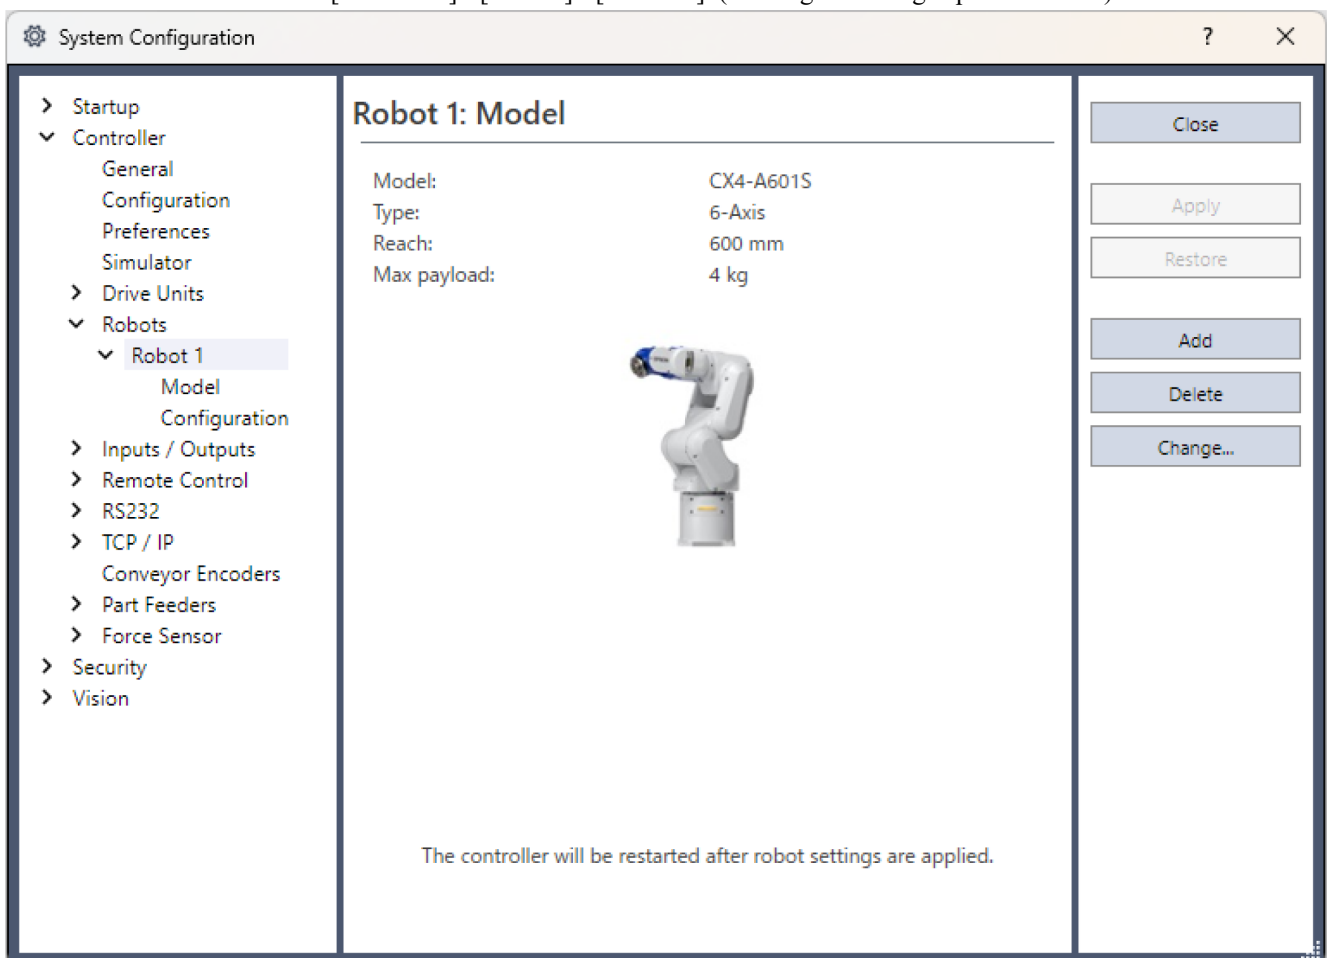 System Configuration
?
Startup
Controller
General
Configuration
Preferences
Simulator
Drive Units
Robots
Robot 1
Model
Configuration
Inputs / Outputs
Remote Control
RS232
TCP / IP
Conveyor Encoders
Part Feeders
Force Sensor
Security
Vision
Robot 1: Model
Model: CX4-A601S
Type: 6-Axis
Reach: 600 mm
Max payload: 4 kg
The controller will be restarted after robot settings are applied.
Close
Apply
Restore
Add
Delete
Change...